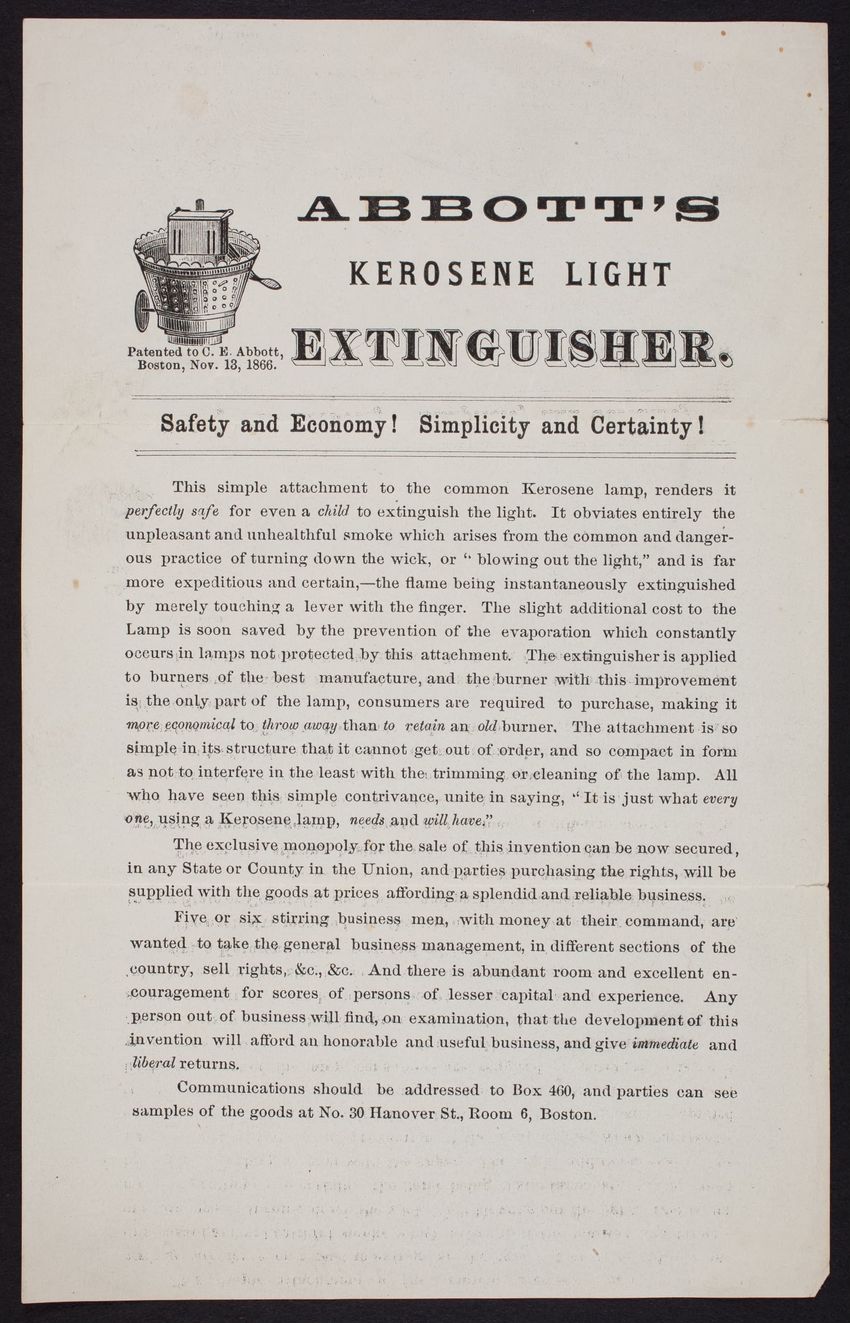 ABBOTT'S
KEROSENE LIGHT
EXTINGUISHER.
Patented to C. E. Abbott,
Boston, Nov. 13, 1866.
Safety and Economy! Simplicity and Certainty!
This simple attachment to the common Kerosene lamp, renders it
perfectly safe for even a child to extinguish the light. It obviates entirely the
unpleasant and unhealthful smoke which arises from the common and danger-
ous practice of turning down the wick, or “ blowing out the light,” and is far
more expeditious and certain,—the flame being instantaneously extinguished
by merely touching a lever with the finger. The slight additional cost to the
Lamp is soon saved by the prevention of the evaporation which constantly
occurs in lamps not protected by this attachment. The extinguisher is applied
to burners of the best manufacture, and the burner with this improvement
is the only part of the lamp, consumers are required to purchase, making it
more economical to throw away than to retain an old burner. The attachment is so
simple in its structure that it cannot get out of order, and so compact in form
as not to interfere in the least with the trimming or cleaning of the lamp. All
who have seen this simple contrivance, unite in saying, “ It is just what every
one, using a Kerosene lamp, needs and will have.”
The exclusive monopoly for the sale of this invention can be now secured,
in any State or County in the Union, and parties purchasing the rights, will be
supplied with the goods at prices affording a splendid and reliable business.
Five or six stirring business men, with money at their command, are
wanted to take the general business management, in different sections of the
country, sell rights, &c., &c. And there is abundant room and excellent en-
couragement for scores of persons of lesser capital and experience. Any
person out of business will find, on examination, that the development of this
invention will afford an honorable and useful business, and give immediate and
liberal returns.
Communications should be addressed to Box 460, and parties can see
samples of the goods at No. 30 Hanover St., Room 6, Boston.